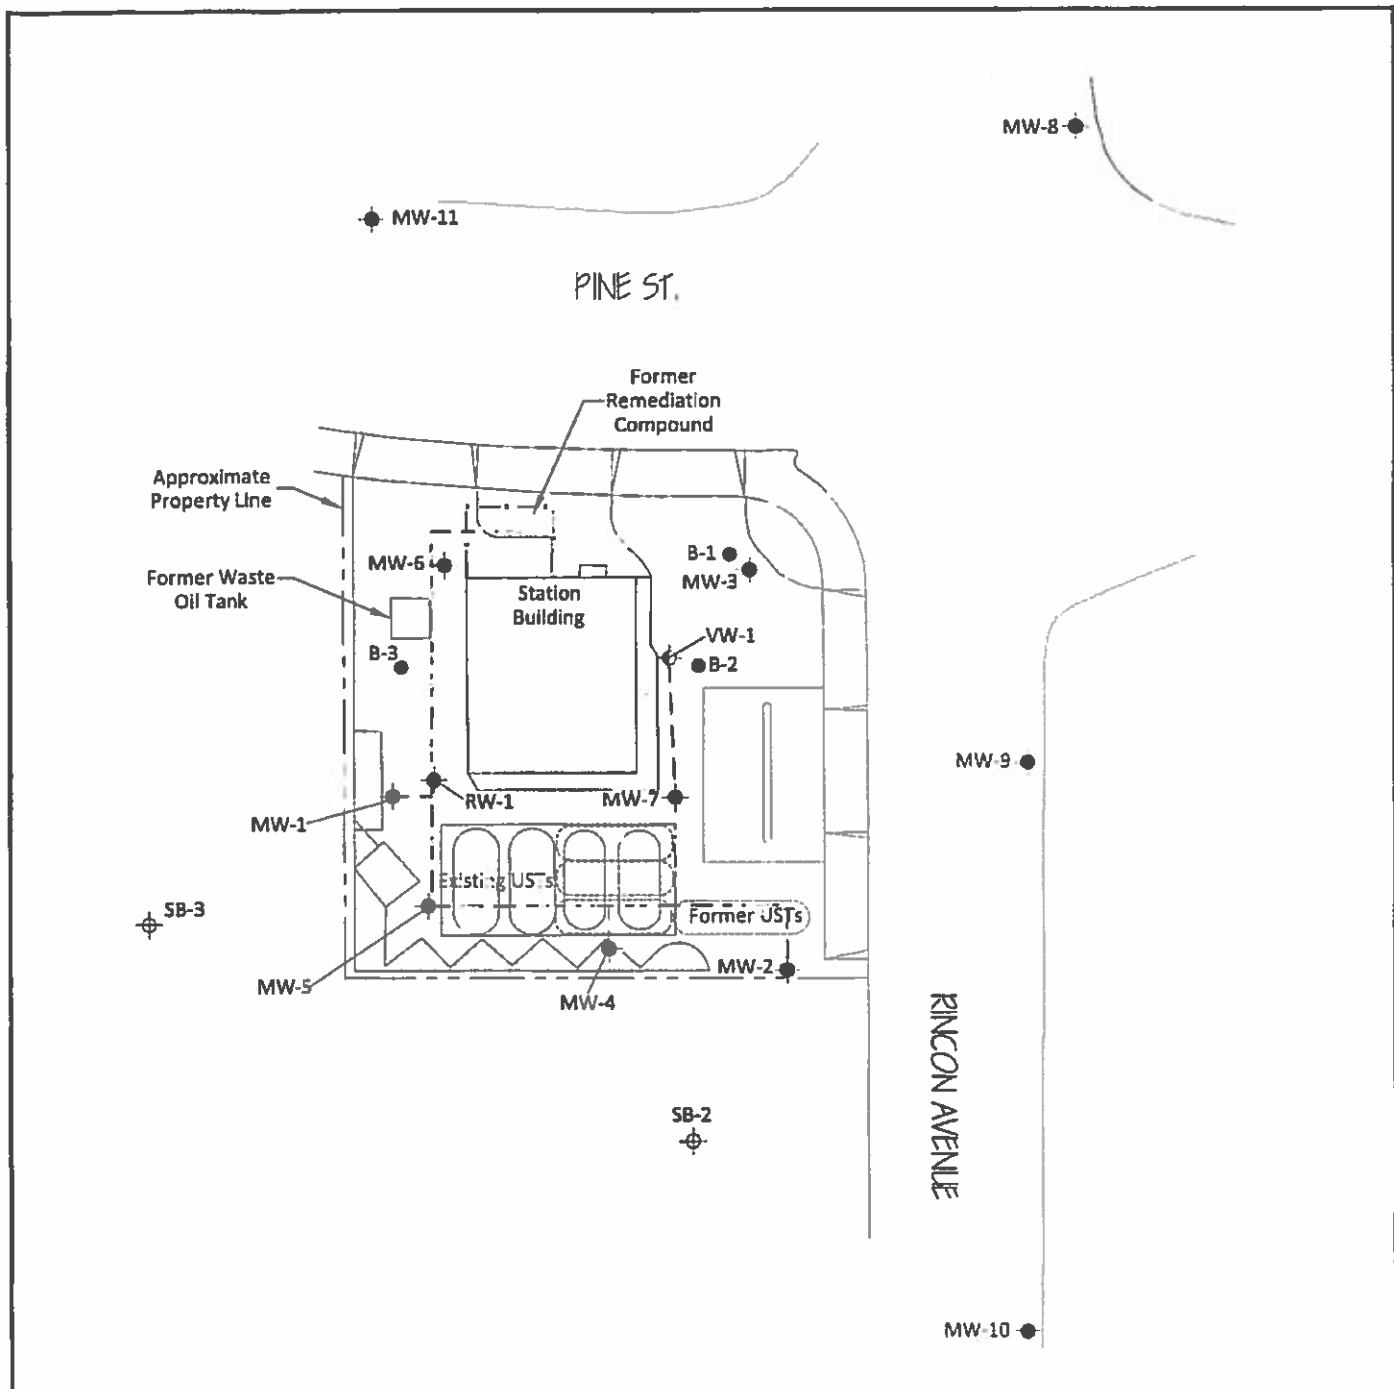 MW-8
MW-11
PINE ST.
Former
Remediation
Compound
Approximate
Property Line
MW-6
B-1
MW-3
Former Waste
Oil Tank
Station
Building
VW-1
B-2
B-3
MW-9
RW-1
MW-7
MW-1
Existing USTs
SB-3
Former USTs
MW-2
MW-5
MW-4
RINCON AVENUE
SB-2
MW-10